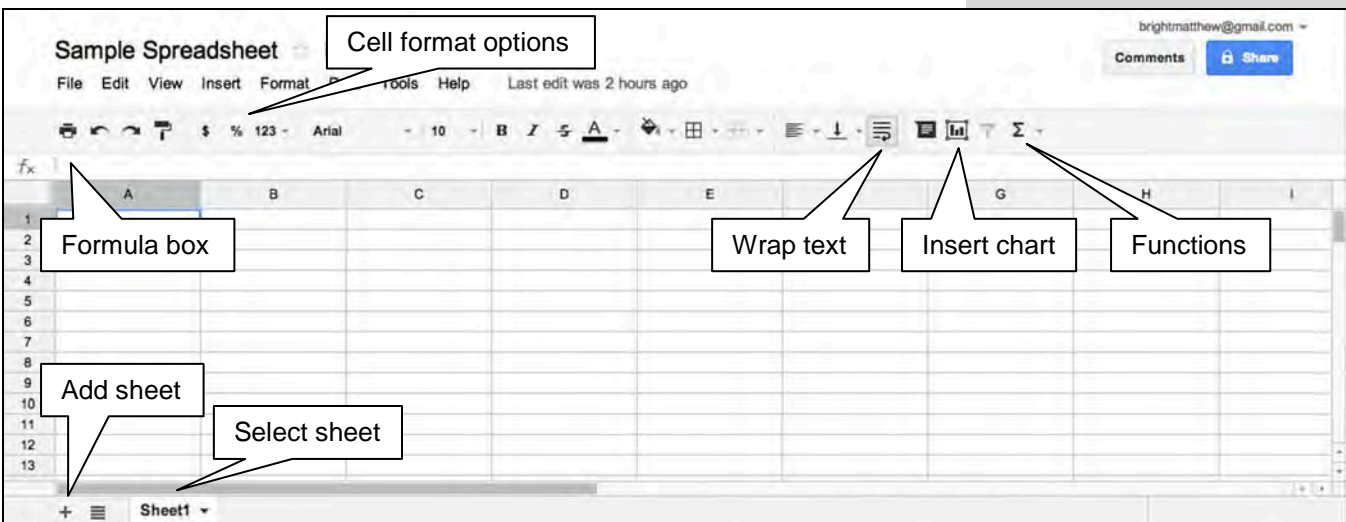 brightmatthew@gmail.com
Sample Spreadsheet
Cell format options
Comments
Share
File Edit View Insert Format Tools Help Last edit was 2 hours ago
$ % 123 Arial 10 B I S A Σ
fx
A B C D E G H I
1
2
Formula box
Wrap text
Insert chart
Functions
3
4
5
6
7
8
9
Add sheet
10
11
Select sheet
12
13
+ Sheet1